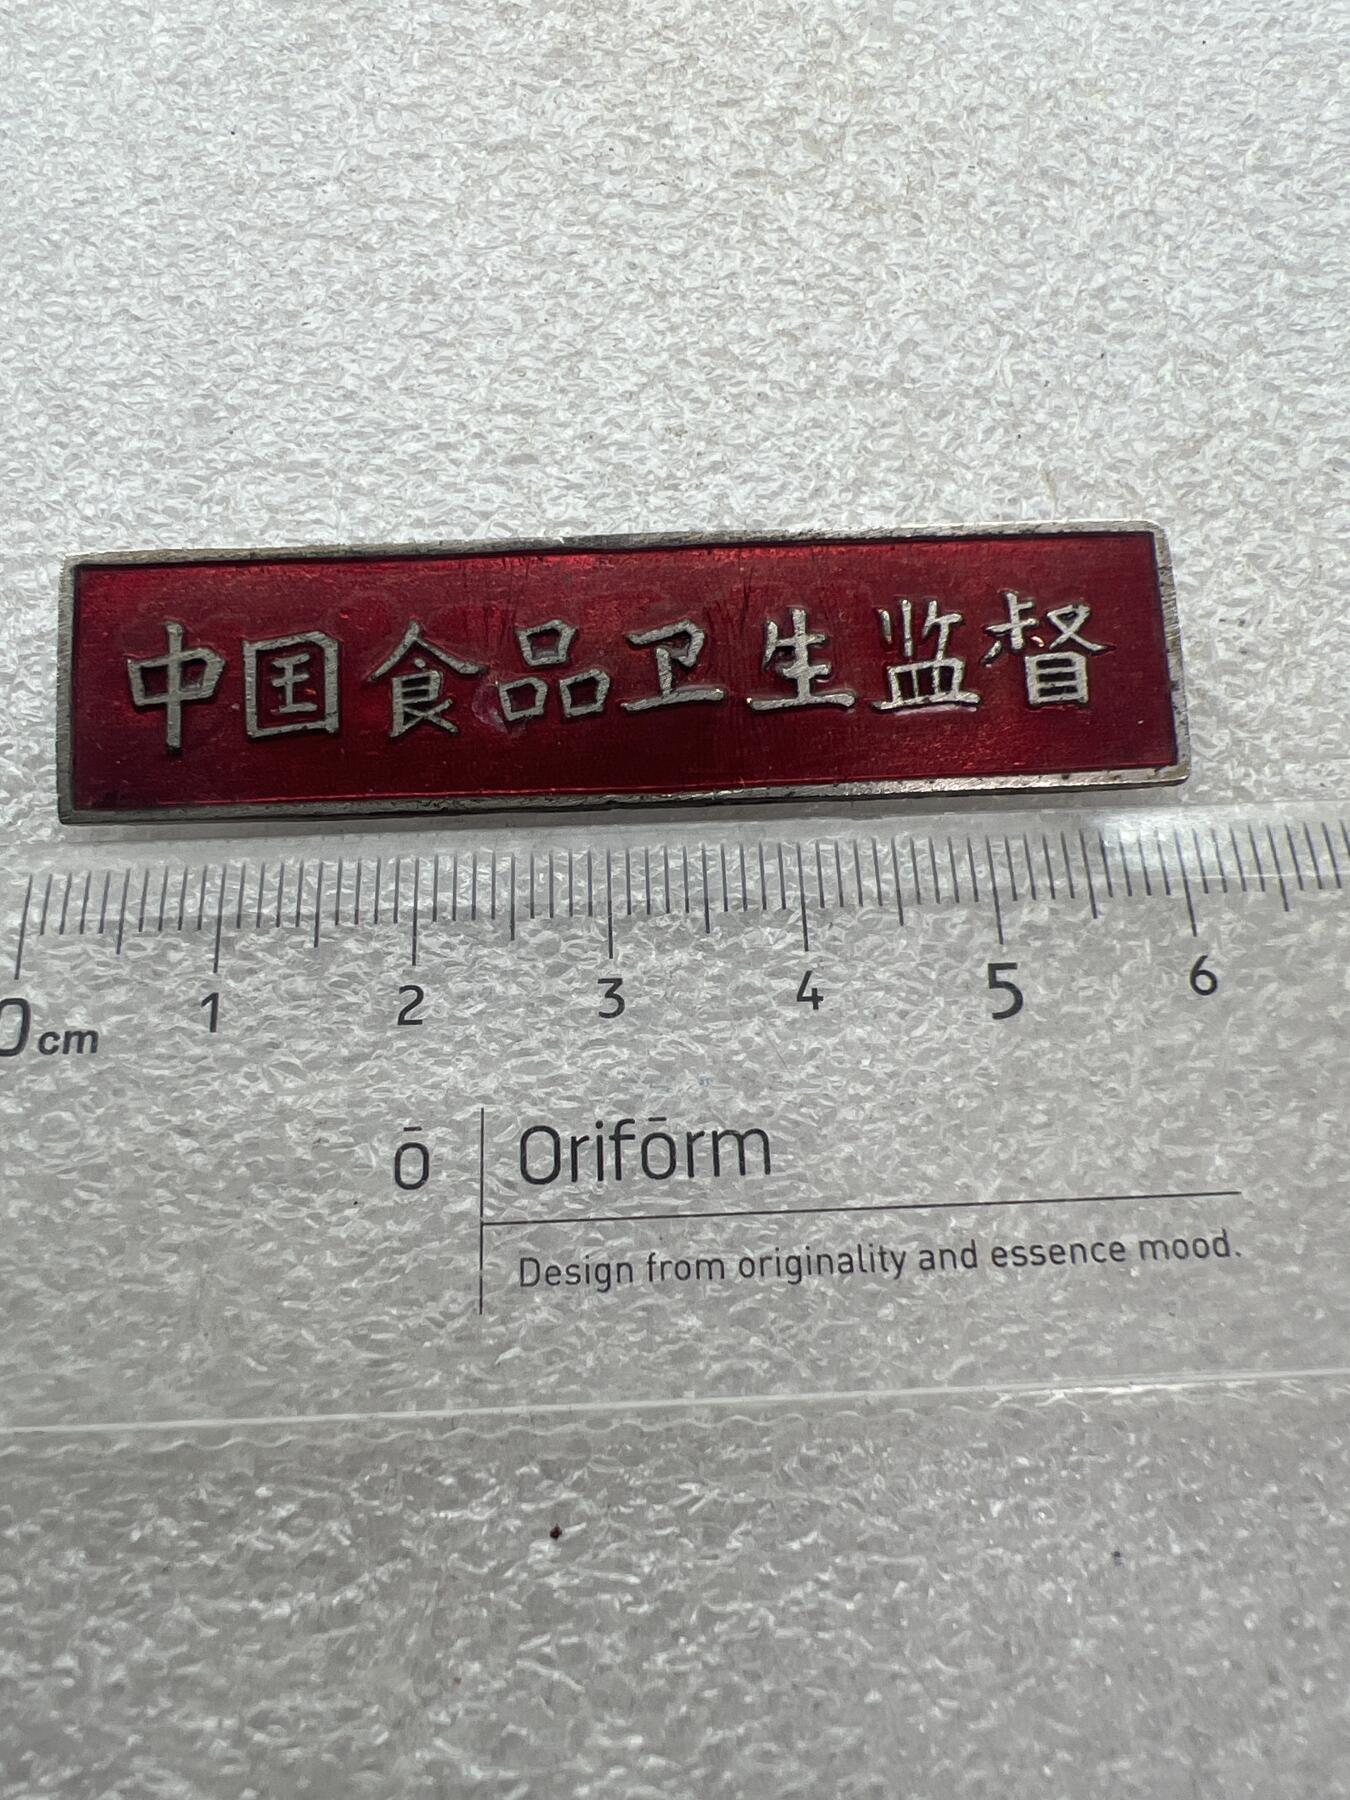 中国食品卫生监督
0cm 1 2 3 4 5 6
ō Orifōrm
Design from originality and essence mood.